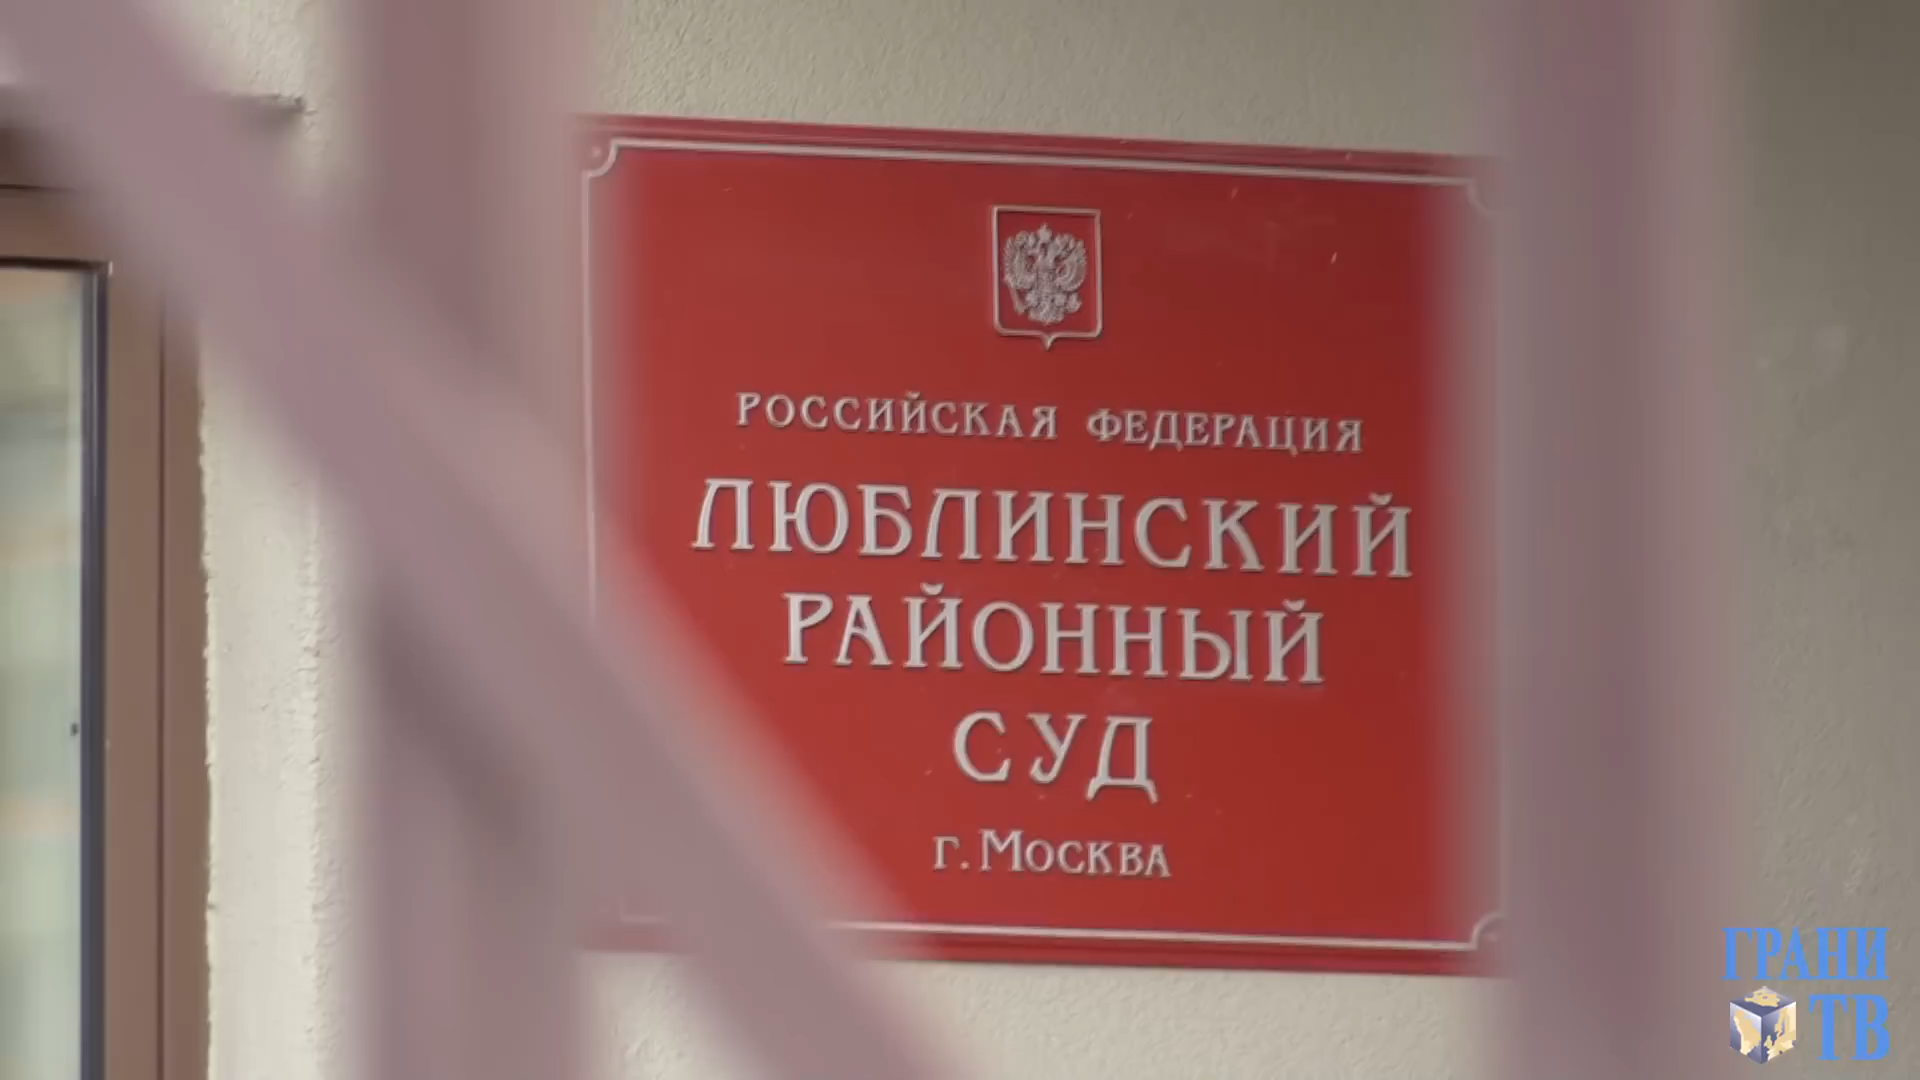 РОССИЙСКАЯ ФЕДЕРАЦИЯ
ЛЮБЛИНСКИЙ
РАЙОННЫЙ
СУД
г. Москва
ГРАНИ
ТВ